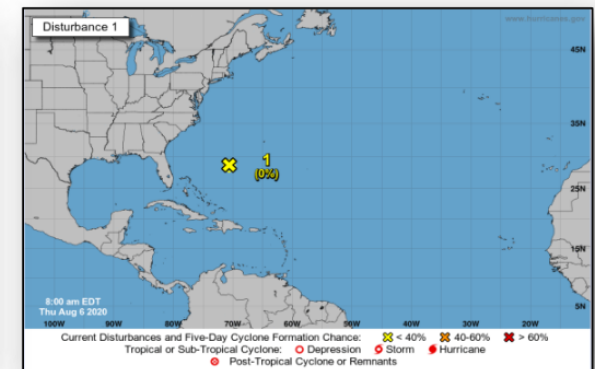 Disturbance 1
www.hurricane.gov
45N
35N
1
(0%)
25N
15N
8:00 am EDT
Thu Aug 6 2020
5N
100W 90W 80W 70W 60W 50W 40W 30W 20W
Current Disturbances and Five-Day Cyclone Formation Chance: < 40% 40-60% > 60%
Tropical or Sub-Tropical Cyclone: Depression Storm Hurricane
Post-Tropical Cyclone or Remnants